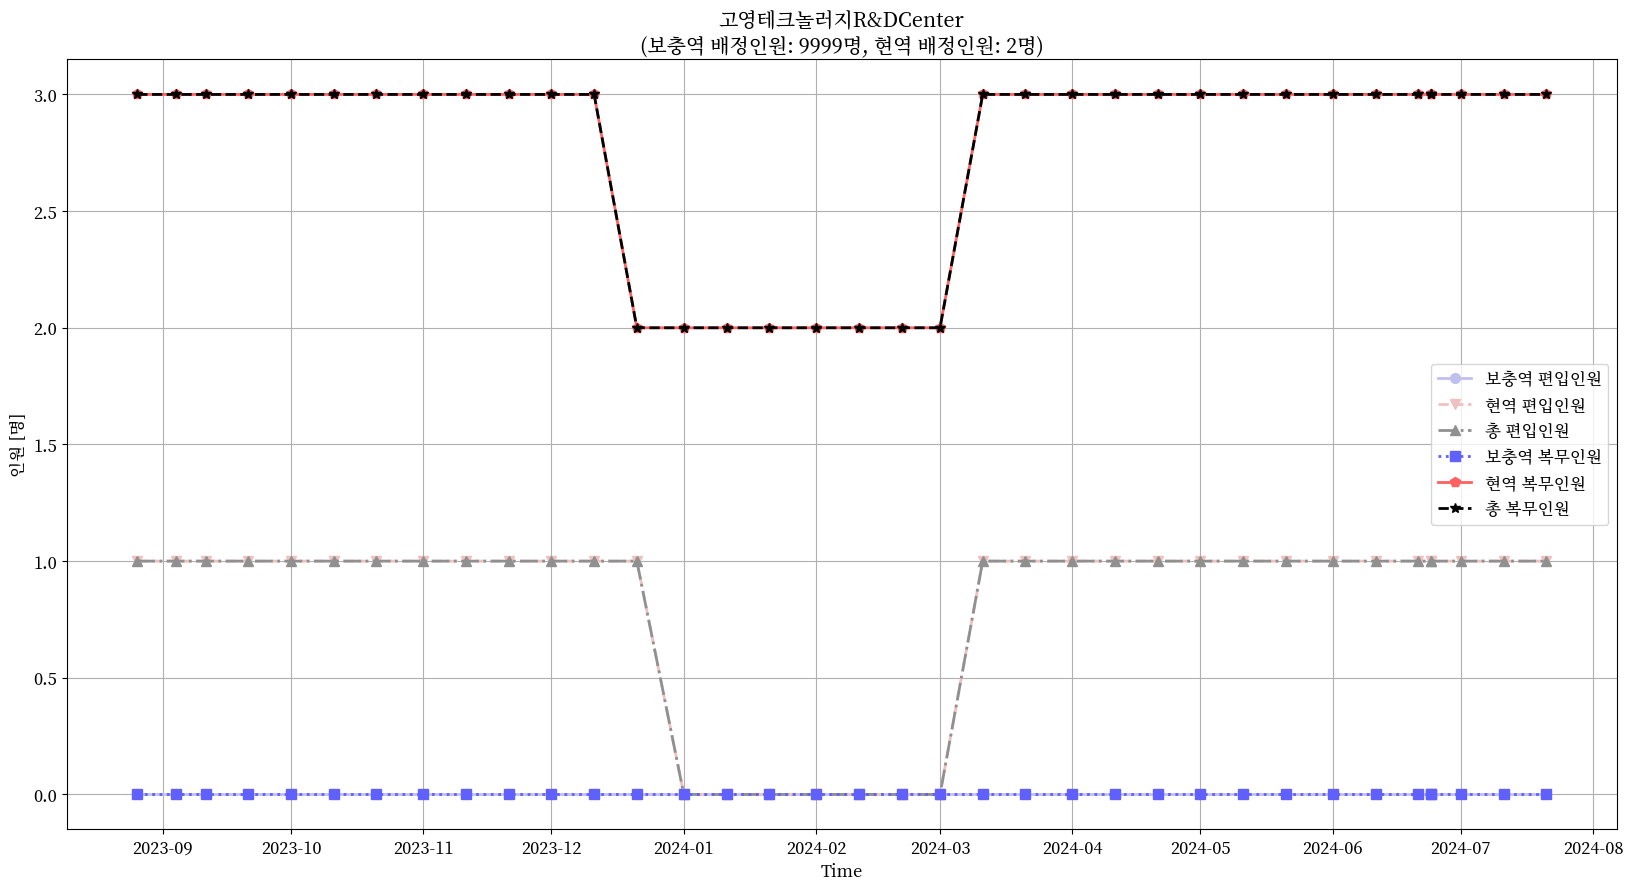 고영테크놀러지R&DCenter
(보충역 배정인원: 9999명, 현역 배정인원: 2명)
3.0
2.5
2.0
1.5
1.0
0.5
0.0
인원 [명]
보충역 편입인원
현역 편입인원
총 편입인원
보충역 복무인원
현역 복무인원
총 복무인원
2023-09 2023-10 2023-11 2023-12 2024-01 2024-02 2024-03 2024-04 2024-05 2024-06 2024-07 2024-08
Time